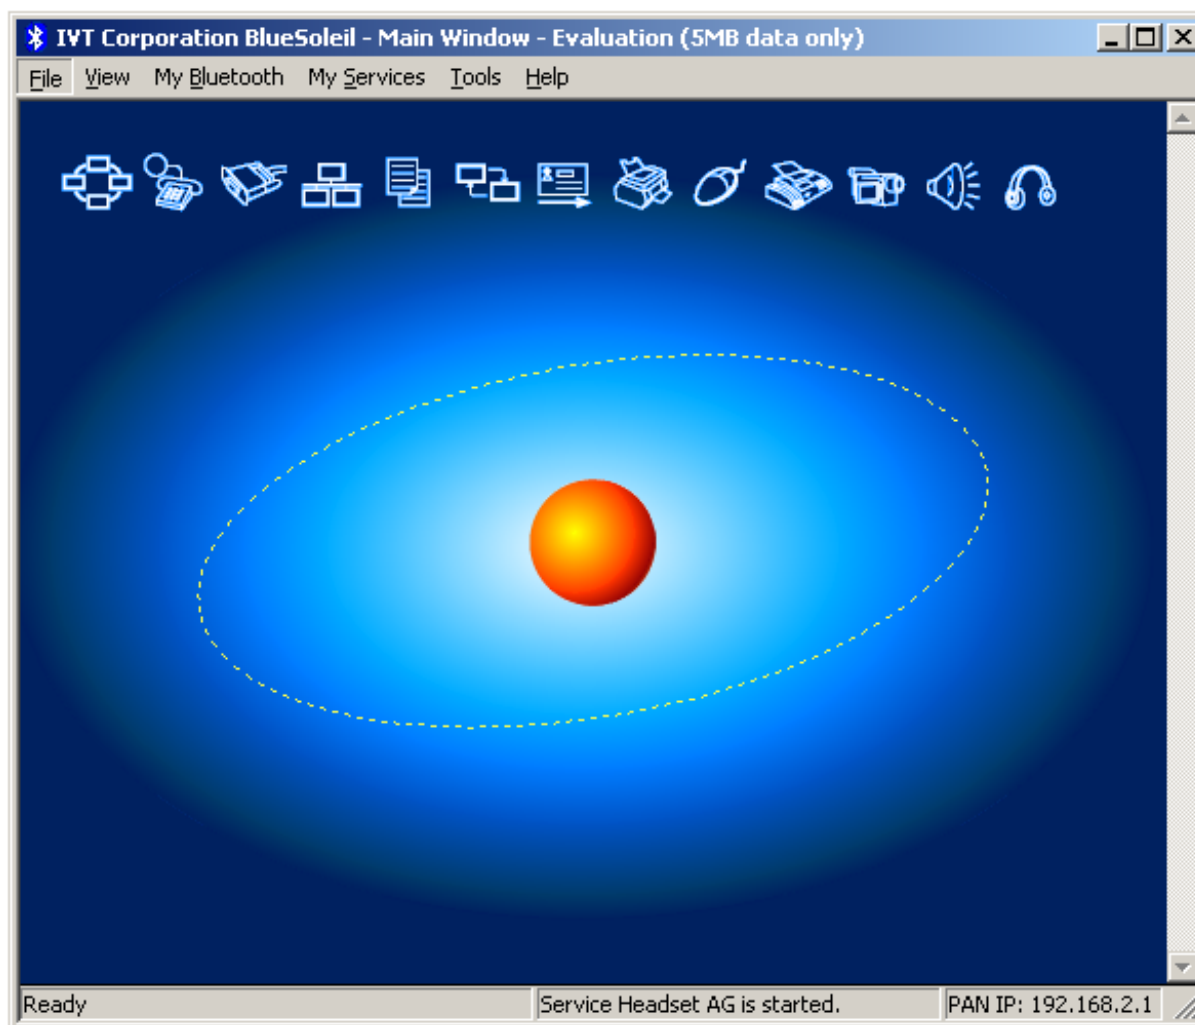 IVT Corporation BlueSoleil - Main Window - Evaluation (5MB data only)
File View My Bluetooth My Services Tools Help
Ready Service Headset AG is started. PAN IP: 192.168.2.1